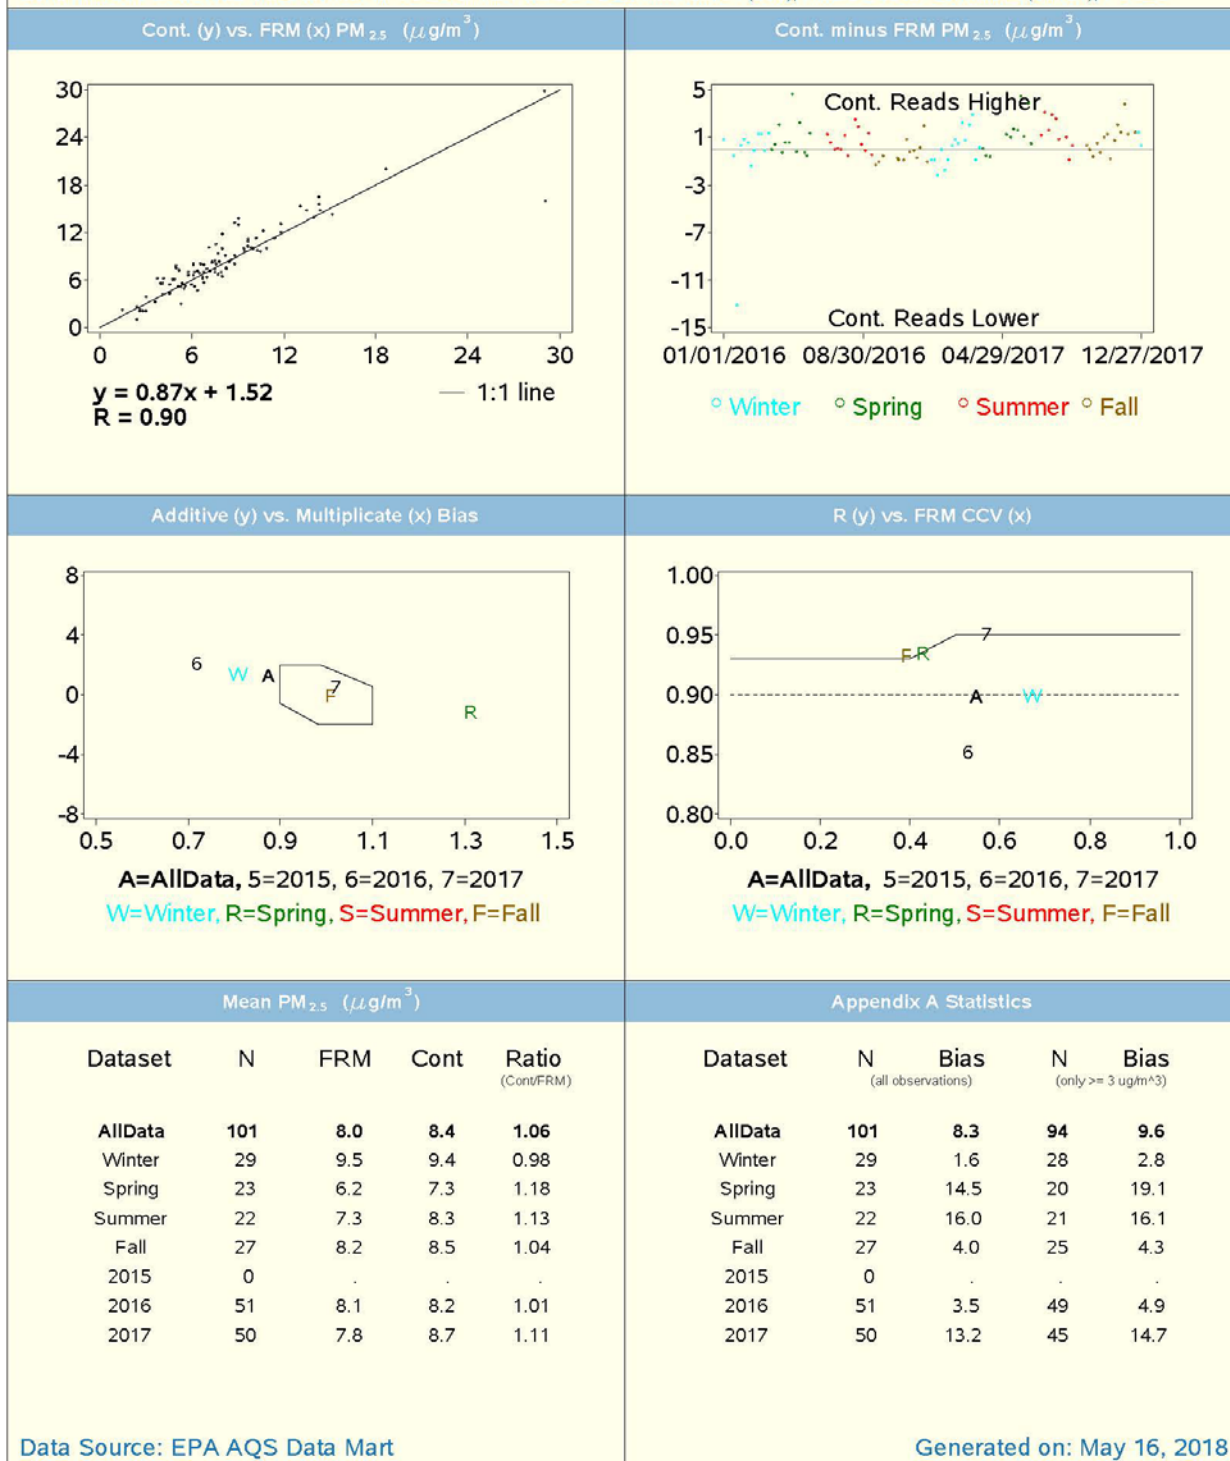 Cont. (y) vs. FRM (x) PM 2.5 (μg/m³)
30
24
18
12
6
0
0 6 12 18 24 30
y = 0.87x + 1.52
R = 0.90
1:1 line
Cont. minus FRM PM 2.5 (μg/m³)
5
1
-3
-7
-11
-15
Cont. Reads Higher
Cont. Reads Lower
01/01/2016 08/30/2016 04/29/2017 12/27/2017
Winter Spring Summer Fall
Additive (y) vs. Multiplicate (x) Bias
8
4
0
-4
-8
6
W
A
7
F
R
0.5 0.7 0.9 1.1 1.3 1.5
A=AllData, 5=2015, 6=2016, 7=2017
W=Winter, R=Spring, S=Summer, F=Fall
R (y) vs. FRM CCV (x)
1.00
0.95
0.90
0.85
0.80
7
F R
A W
6
0.0 0.2 0.4 0.6 0.8 1.0
A=AllData, 5=2015, 6=2016, 7=2017
W=Winter, R=Spring, S=Summer, F=Fall
Mean PM 2.5 (μg/m³)
Dataset N FRM Cont Ratio
(Cont/FRM)
AllData 101 8.0 8.4 1.06
Winter 29 9.5 9.4 0.98
Spring 23 6.2 7.3 1.18
Summer 22 7.3 8.3 1.13
Fall 27 8.2 8.5 1.04
2015 0 . . .
2016 51 8.1 8.2 1.01
2017 50 7.8 8.7 1.11
Appendix A Statistics
Dataset N Bias N Bias
(all observations) (only >= 3 ug/m^3)
AllData 101 8.3 94 9.6
Winter 29 1.6 28 2.8
Spring 23 14.5 20 19.1
Summer 22 16.0 21 16.1
Fall 27 4.0 25 4.3
2015 0 . . .
2016 51 3.5 49 4.9
2017 50 13.2 45 14.7
Data Source: EPA AQS Data Mart
Generated on: May 16, 2018